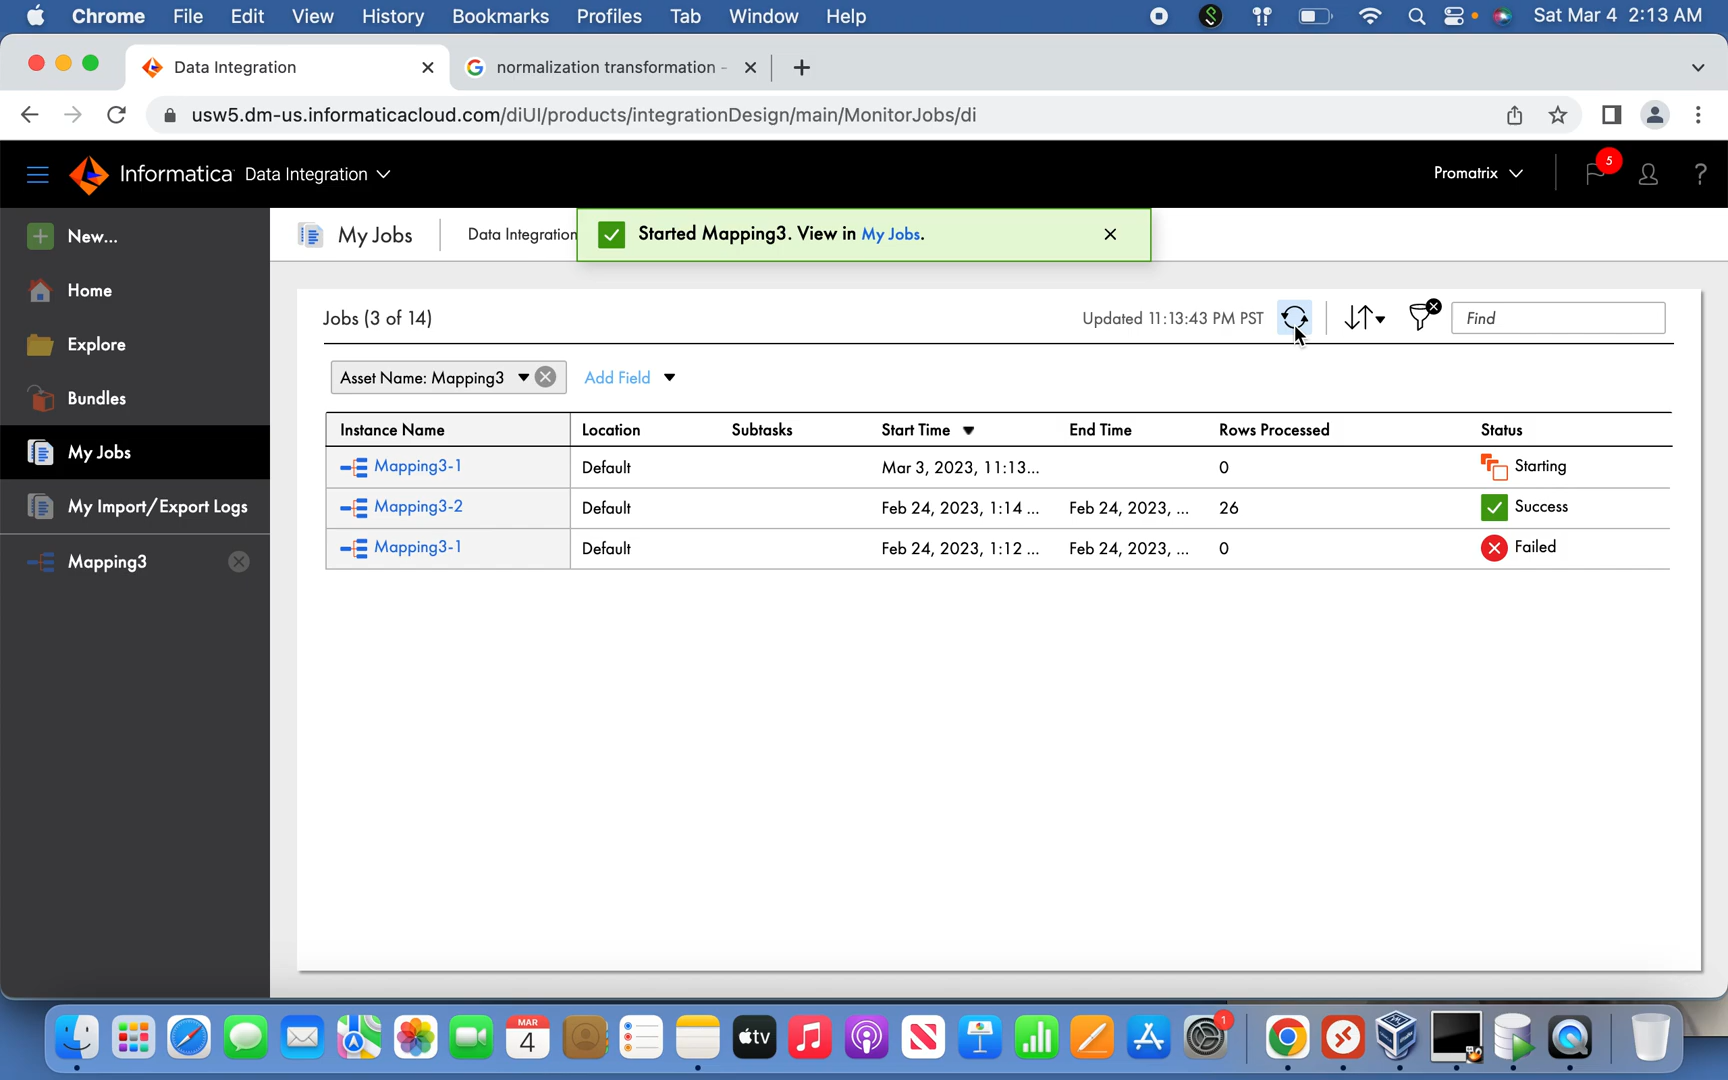 Chrome File Edit View History Bookmarks Profiles Tab Window Help Sat Mar 4 2:13 AM
Data Integration normalization transformation -
usw5.dm-us.informaticacloud.com/diUI/products/integrationDesign/main/MonitorJobs/di
Informatica Data Integration Promatrix 5 ?
New...
Home
Explore
Bundles
My Jobs
My Import/Export Logs
Mapping3
My Jobs Data Integration
Started Mapping3. View in My Jobs.
Jobs (3 of 14) Updated 11:13:43 PM PST Find
Asset Name: Mapping3 Add Field
Instance Name Location Subtasks Start Time End Time Rows Processed Status
Mapping3-1 Default Mar 3, 2023, 11:13... 0 Starting
Mapping3-2 Default Feb 24, 2023, 1:14 ... Feb 24, 2023, ... 26 Success
Mapping3-1 Default Feb 24, 2023, 1:12 ... Feb 24, 2023, ... 0 Failed
MAR
4
tv
1